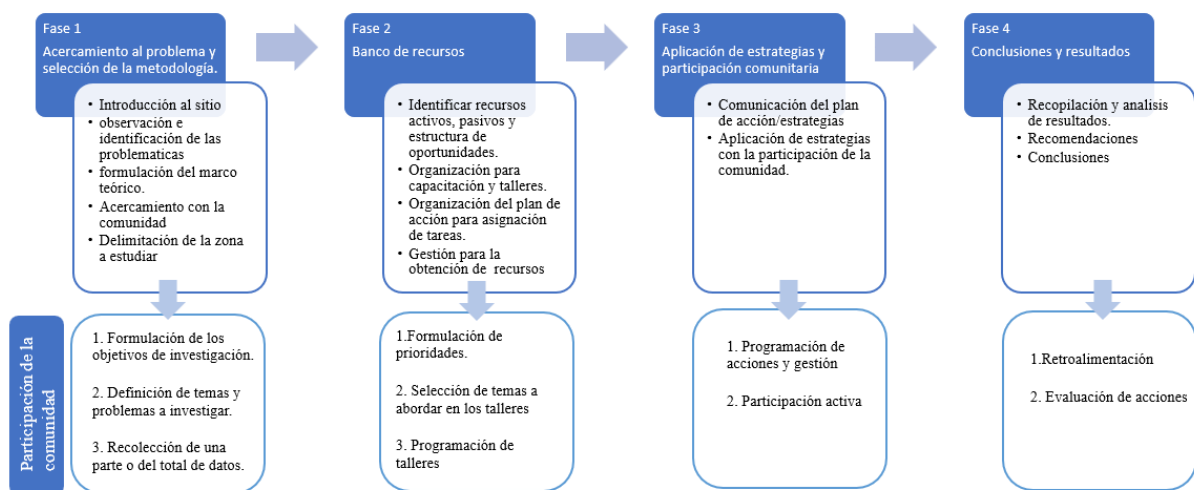 Fase 1
Acercamiento al problema y
selección de la metodología.
• Introducción al sitio
• observación e
identificación de las
problematicas
• formulación del marco
teórico.
• Acercamiento con la
comunidad
• Delimitación de la zona
a estudiar
Fase 2
Banco de recursos
• Identificar recursos
activos, pasivos y
estructura de
oportunidades.
• Organización para
capacitación y talleres.
• Organización del plan de
acción para asignación
de tareas.
• Gestión para la
obtención de recursos
Fase 3
Aplicación de estrategias y
participación comunitaria
• Comunicación del plan
de acción/estrategias
• Aplicación de estrategias
con la participación de la
comunidad.
Fase 4
Conclusiones y resultados
• Recopilación y analisis
de resultados.
• Recomendaciones
• Conclusiones
Participación de la
comunidad
1. Formulación de los
objetivos de investigación.
2. Definición de temas y
problemas a investigar.
3. Recolección de una
parte o del total de datos.
1.Formulación de
prioridades.
2. Selección de temas a
abordar en los talleres
3. Programación de
talleres
1. Programación de
acciones y gestión
2. Participación activa
1.Retroalimentación
2. Evaluación de acciones